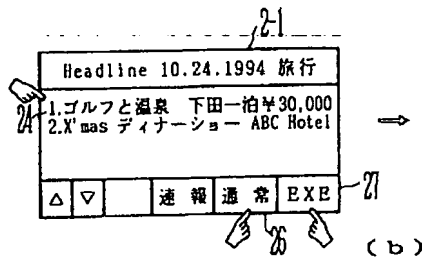 2-1
Headline 10.24.1994 旅行
24 1.ゴルフと温泉 下田一泊¥30,000
2.X'mas ディナーショー ABC Hotel
△ ▽ 速報 通常 EXE 27
26
(b)